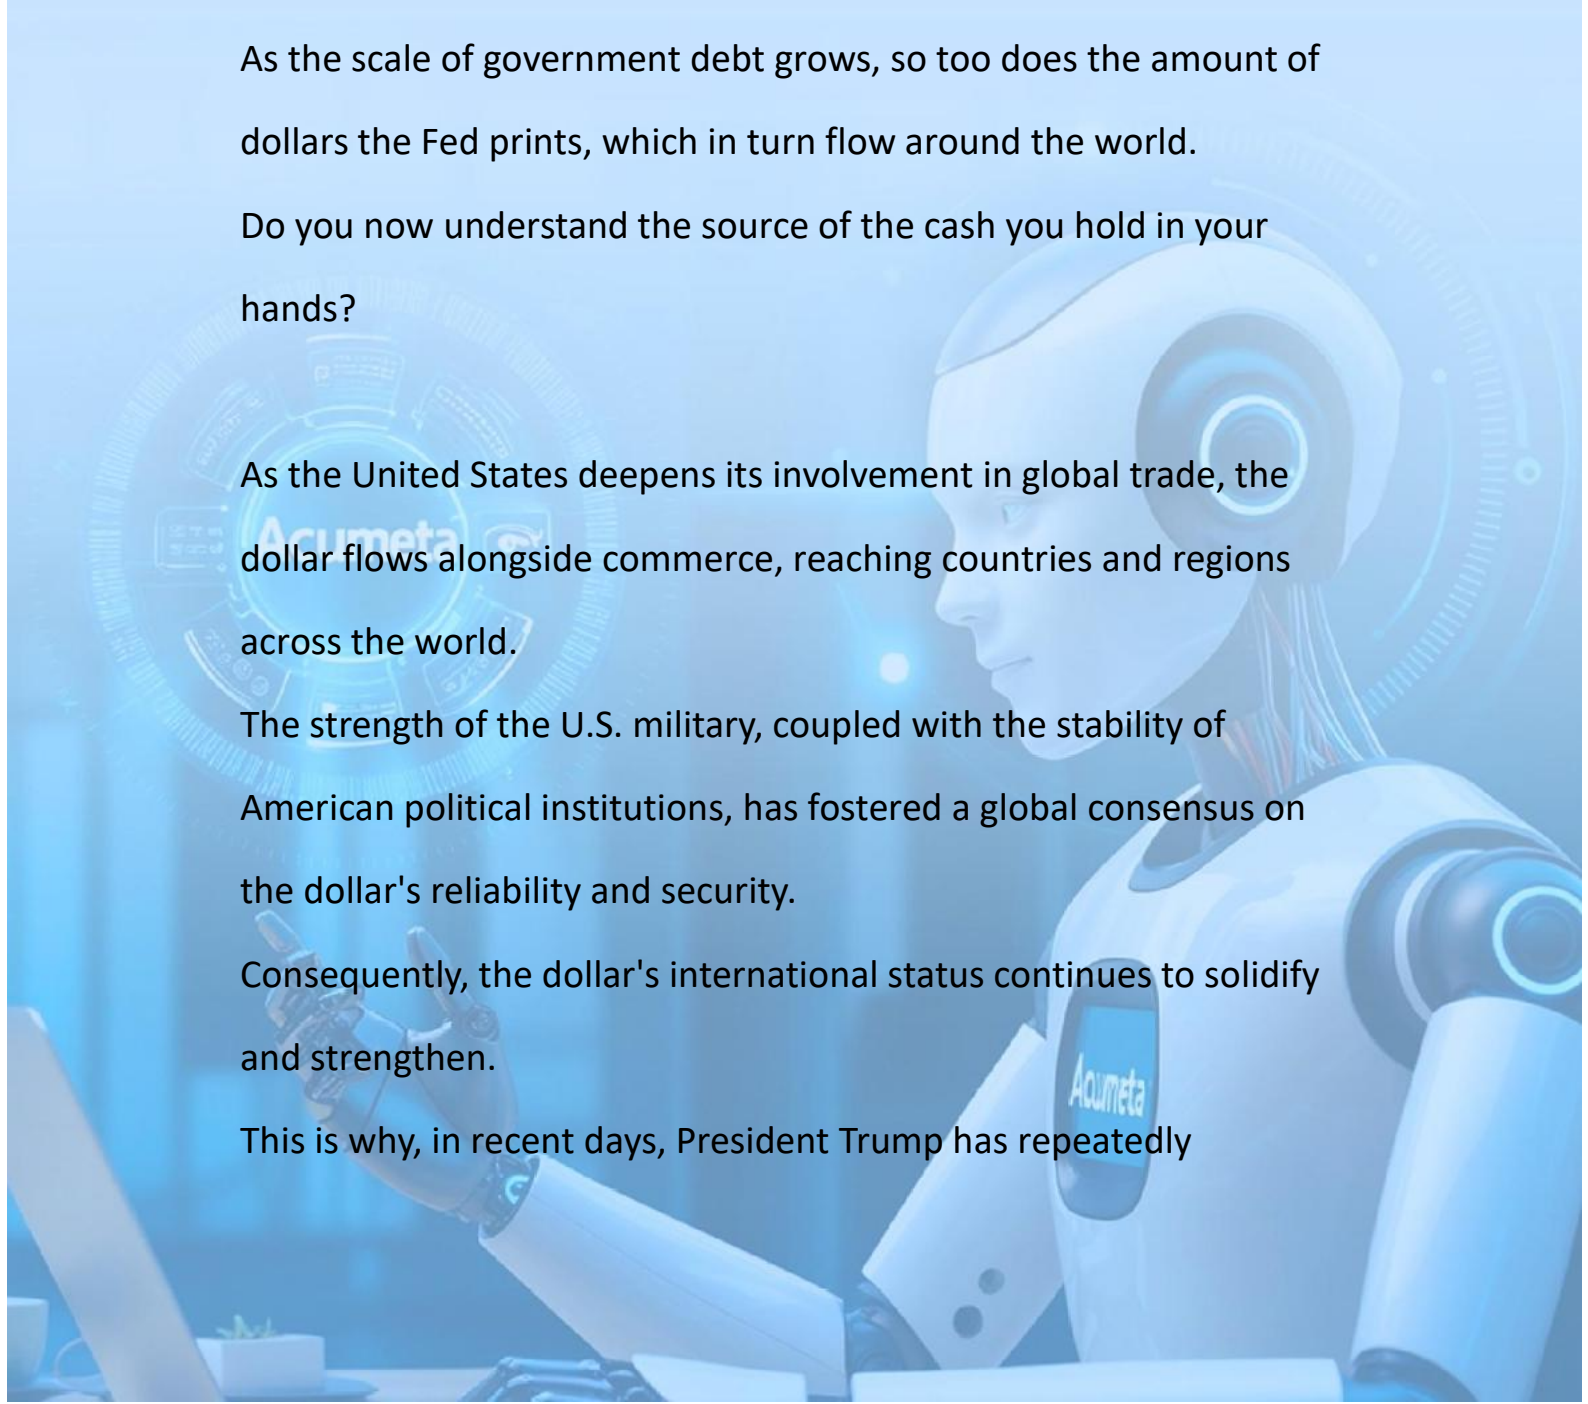 As the scale of government debt grows, so too does the amount of
dollars the Fed prints, which in turn flow around the world.
Do you now understand the source of the cash you hold in your
hands?
As the United States deepens its involvement in global trade, the
Acumeta
dollar flows alongside commerce, reaching countries and regions
across the world.
The strength of the U.S. military, coupled with the stability of
American political institutions, has fostered a global consensus on
the dollar's reliability and security.
Consequently, the dollar's international status continues to solidify
and strengthen.
Acumeta
This is why, in recent days, President Trump has repeatedly